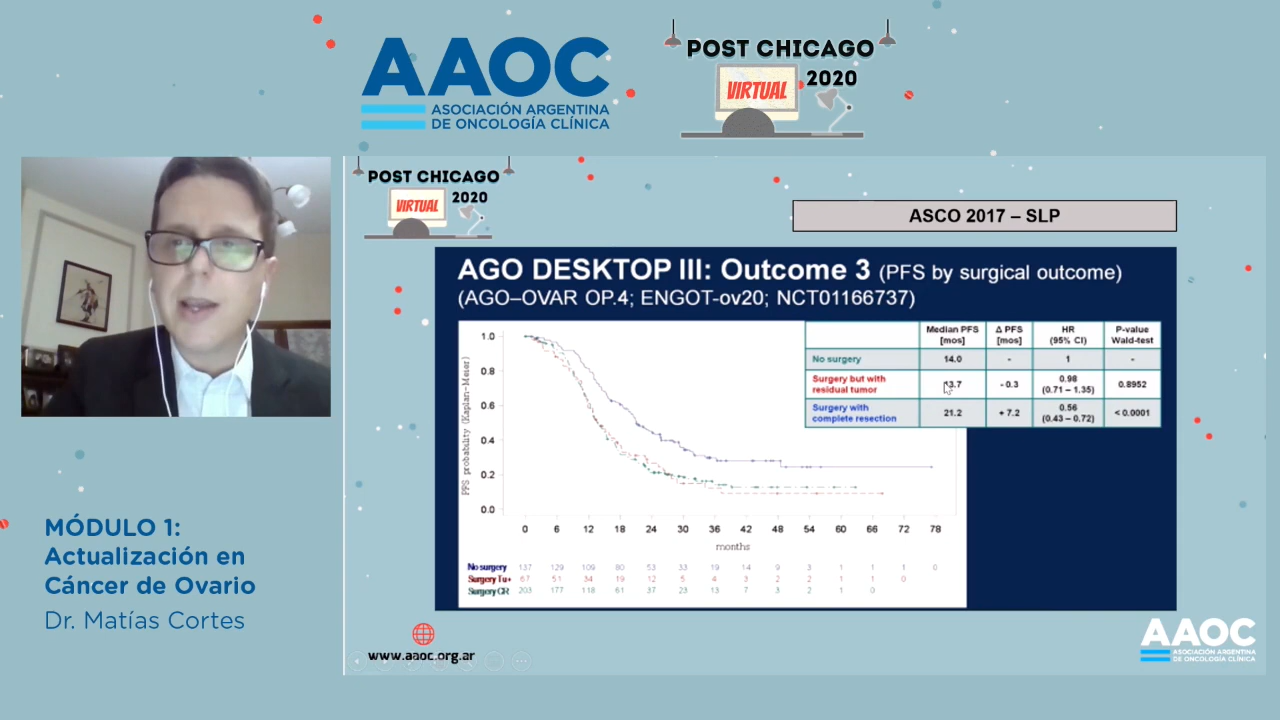 AAOC
ASOCIACIÓN ARGENTINA
DE ONCOLOGÍA CLÍNICA
POST CHICAGO
VIRTUAL
2020
POST CHICAGO
VIRTUAL
2020
ASCO 2017 – SLP
AGO DESKTOP III: Outcome 3 (PFS by surgical outcome)
(AGO–OVAR OP.4; ENGOT-ov20; NCT01166737)
Median PFS [mos] Δ PFS [mos] HR (95% CI) P-value Wald-test
No surgery 14.0 - 1 -
Surgery but with residual tumor 13.7 - 0.3 0.98 (0.71 – 1.35) 0.8952
Surgery with complete resection 21.2 + 7.2 0.56 (0.43 – 0.72) < 0.0001
PFS probability (Kaplan-Meier)
1.0
0.8
0.6
0.4
0.2
0.0
0 6 12 18 24 30 36 42 48 54 60 66 72 78
months
No surgery 137 129 109 80 53 33 19 14 9 3 1 1 1 0
Surgery Tu+ 67 51 34 19 12 5 4 3 2 2 1 1 0
Surgery CR 203 177 118 61 37 23 13 7 3 2 1 0
MÓDULO 1:
Actualización en
Cáncer de Ovario
Dr. Matías Cortes
www.aaoc.org.ar
AAOC
ASOCIACIÓN ARGENTINA
DE ONCOLOGÍA CLÍNICA